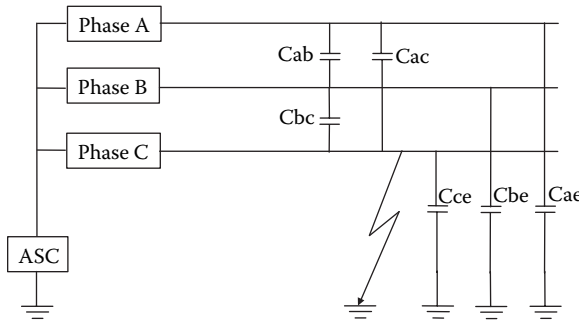 Phase A
Cab
Cac
Phase B
Cbc
Phase C
Cce
Cbe
Cae
ASC